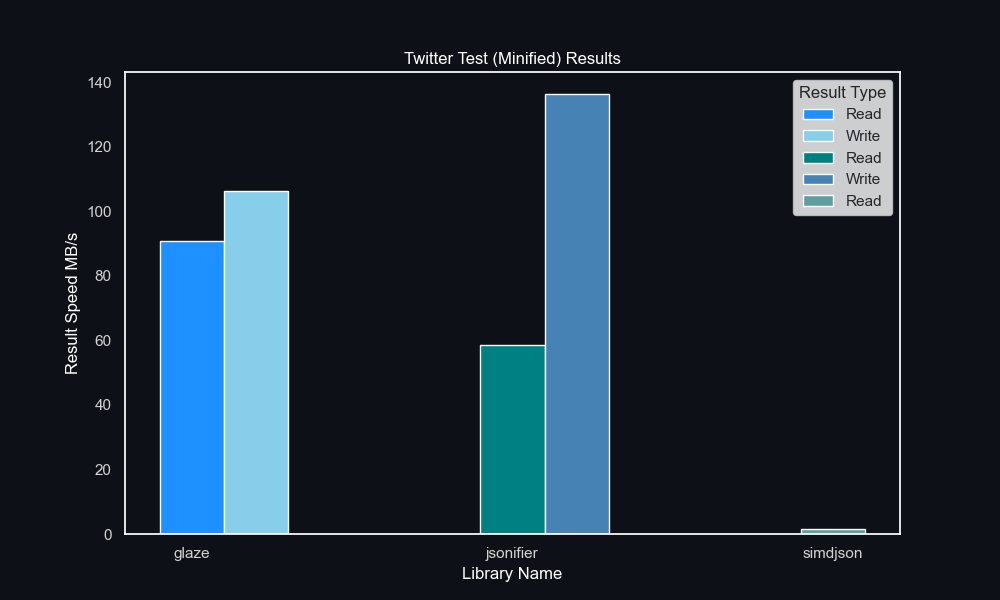 Twitter Test (Minified) Results
Result Speed MB/s
140
120
100
80
60
40
20
0
Result Type
Read
Write
Read
Write
Read
glaze
jsonifier
simdjson
Library Name